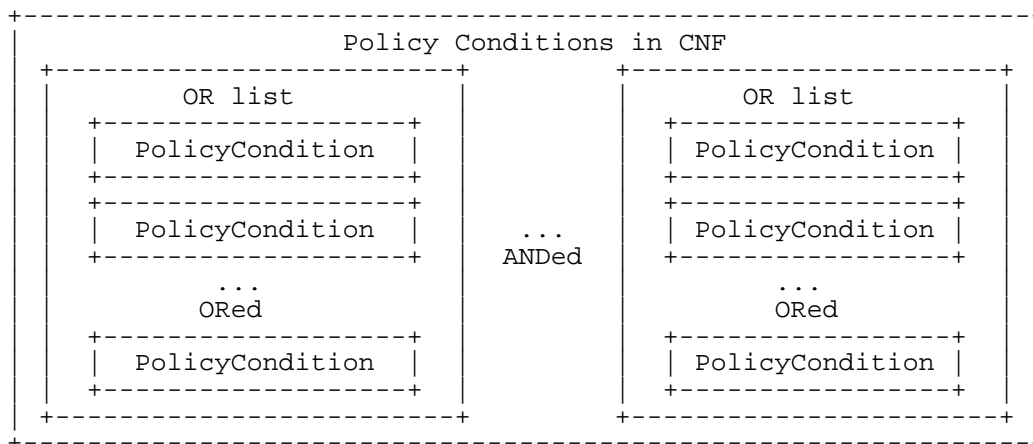 Policy Conditions in CNF
OR list OR list
PolicyCondition PolicyCondition
PolicyCondition ... PolicyCondition
ANDed
... ...
ORed ORed
PolicyCondition PolicyCondition